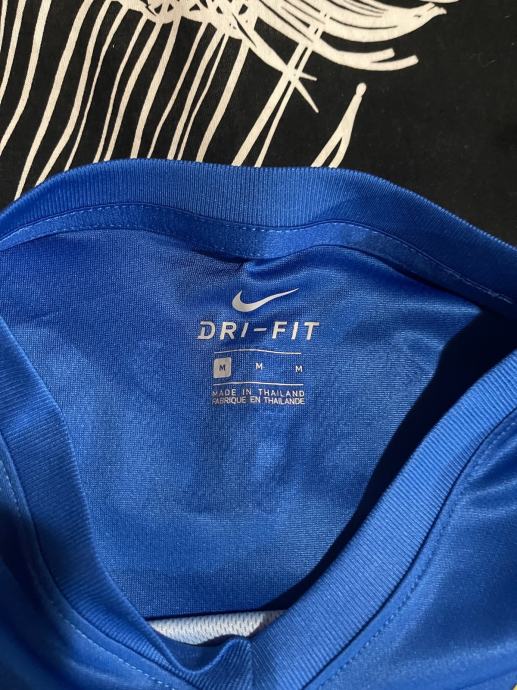 DRI-FIT
M M M
MADE IN THAILAND
FABRIQUE EN THAILANDE